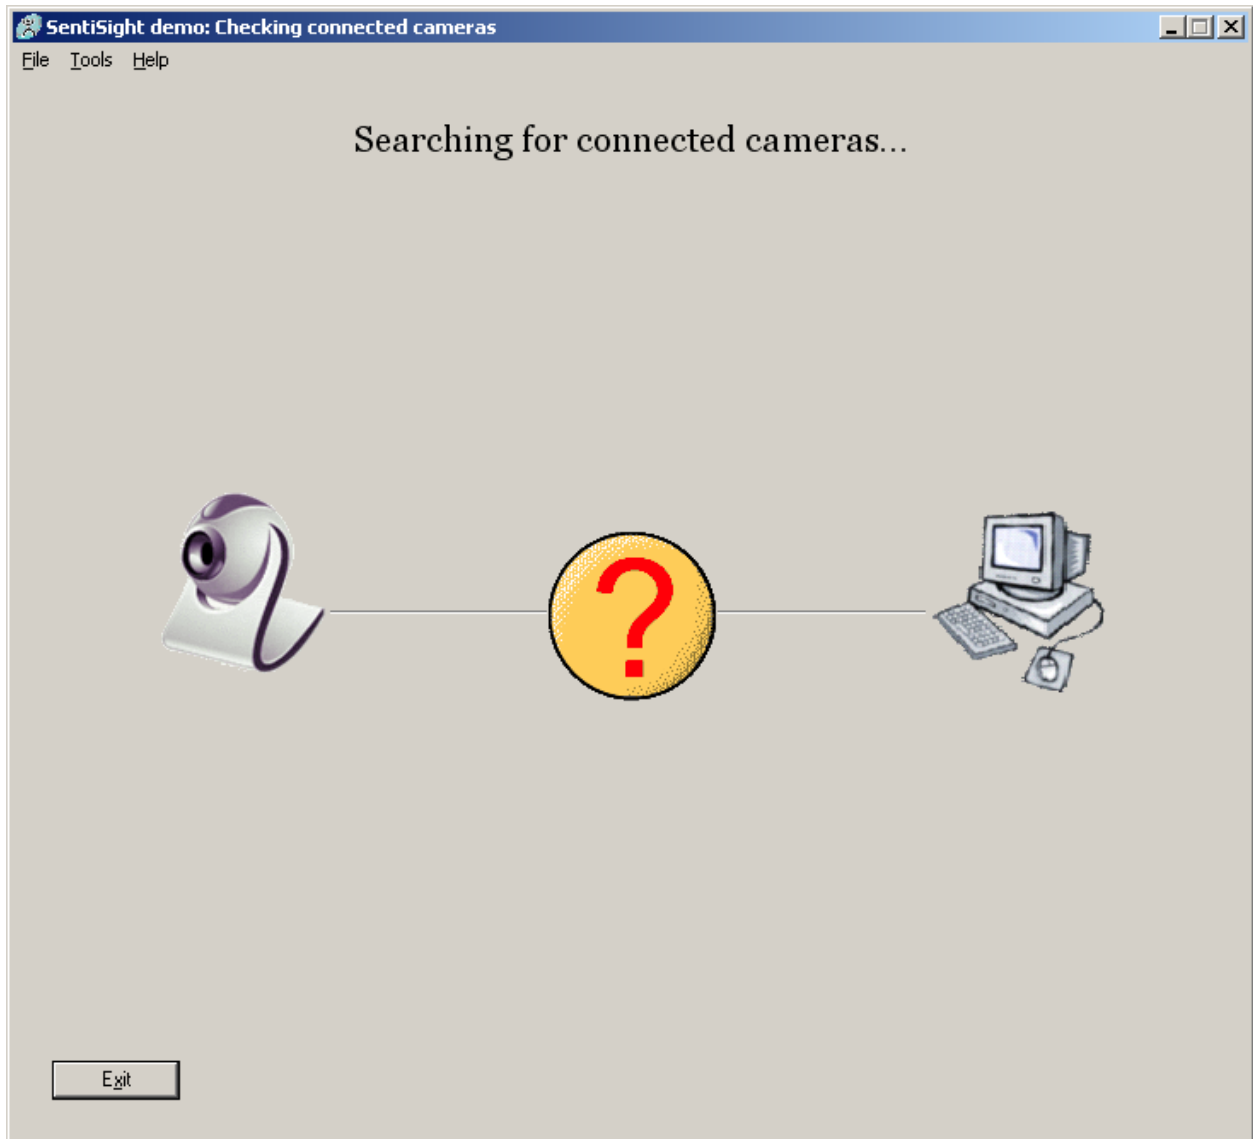 SentiSight demo: Checking connected cameras
File Tools Help
Searching for connected cameras...
?
Exit